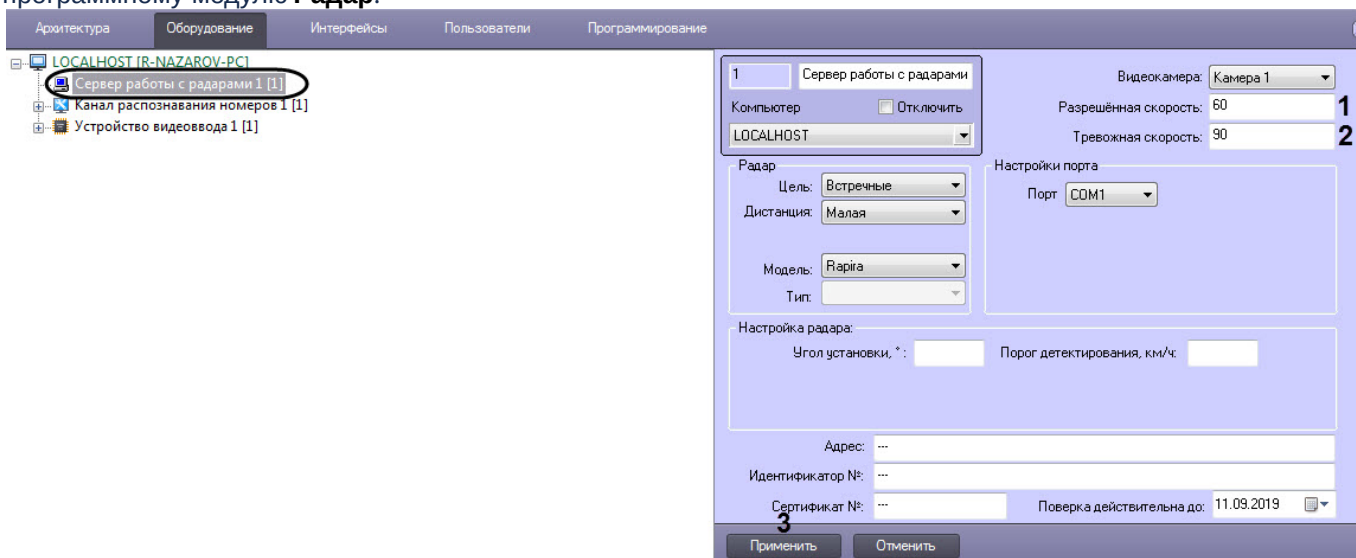 программному модулю Радар.
Архитектура Оборудование Интерфейсы Пользователи Программирование
LOCALHOST [R-NAZAROV-PC]
Сервер работы с радарами 1 [1]
Канал распознавания номеров 1 [1]
Устройство видеоввода 1 [1]
1 Сервер работы с радарами
Компьютер Отключить
LOCALHOST
Видеокамера: Камера 1
Разрешённая скорость: 60 1
Тревожная скорость: 90 2
Радар
Цель: Встречные
Дистанция: Малая
Модель: Rapira
Тип:
Настройки порта
Порт COM1
Настройка радара:
Угол установки, ° : Порог детектирования, км/ч:
Адрес: ---
Идентификатор №: ---
Сертификат №: --- Поверка действительна до: 11.09.2019
3
Применить Отменить